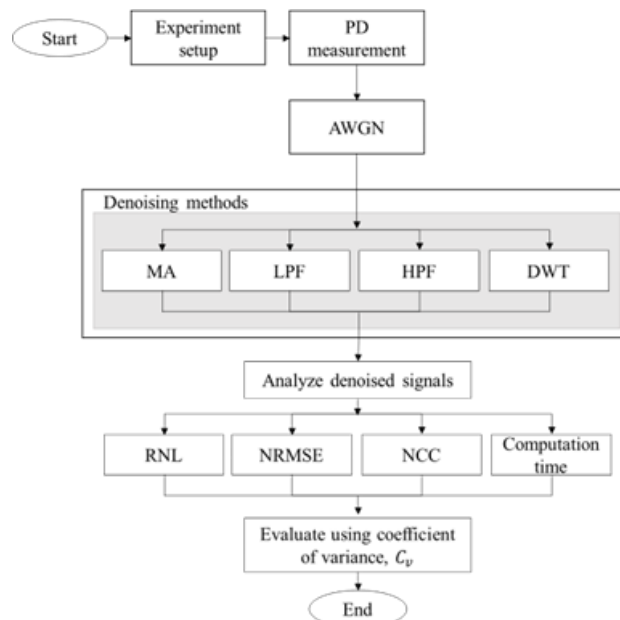 Start
Experiment
setup
PD
measurement
AWGN
Denoising methods
MA
LPF
HPF
DWT
Analyze denoised signals
RNL
NRMSE
NCC
Computation
time
Evaluate using coefficient
of variance, C_v
End